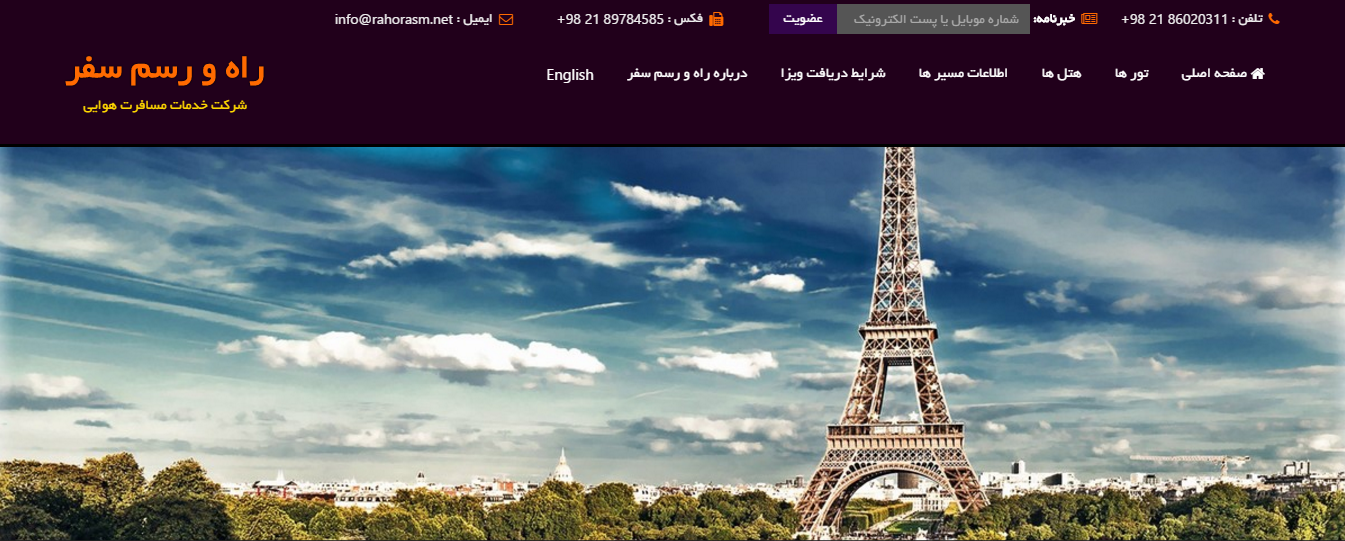 تلفن : 86020311 21 98+
خبرنامه: شماره موبایل یا پست الکترونیک عضویت
فکس : 89784585 21 98+
ایمیل : info@rahorasm.net
صفحه اصلی تور ها هتل ها اطلاعات مسیر ها شرایط دریافت ویزا درباره راه و رسم سفر English
راه و رسم سفر
شرکت خدمات مسافرت هوایی